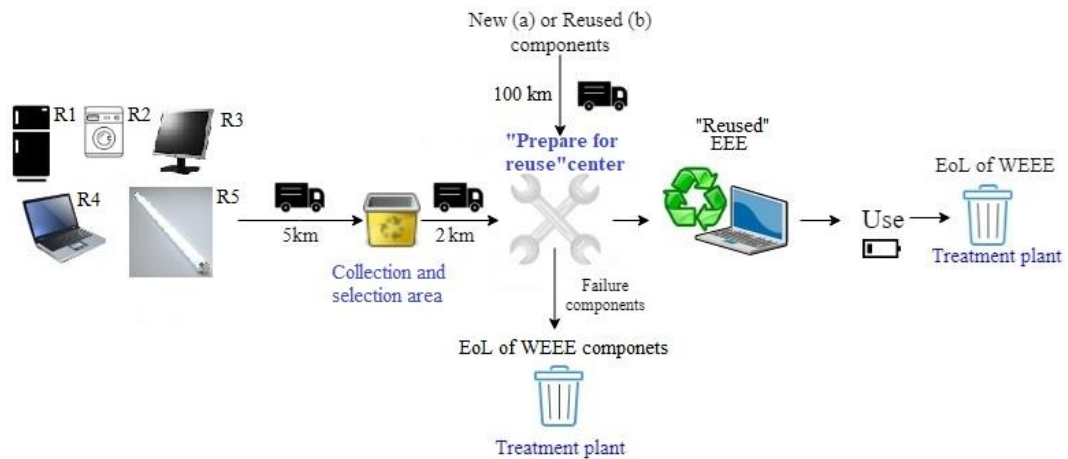 New (a) or Reused (b)
components
100 km
R1
R2
R3
"Prepare for
reuse"center
"Reused"
EEE
EoL of WEEE
R4
R5
5km
2 km
Use
Treatment plant
Collection and
selection area
Failure
components
EoL of WEEE componets
Treatment plant